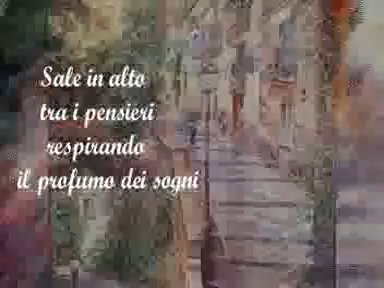 Sale in alto
tra i pensieri
respirando
il profumo dei sogni